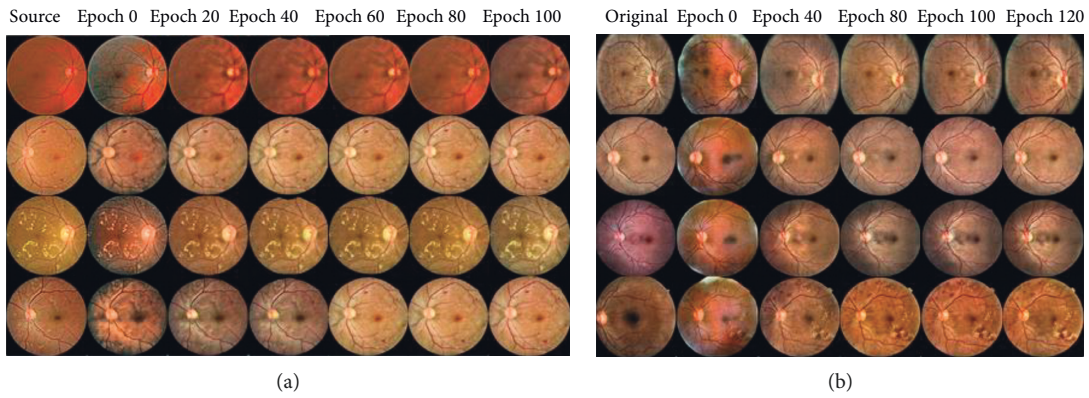 Source Epoch 0 Epoch 20 Epoch 40 Epoch 60 Epoch 80 Epoch 100
Original Epoch 0 Epoch 40 Epoch 80 Epoch 100 Epoch 120
(a)
(b)